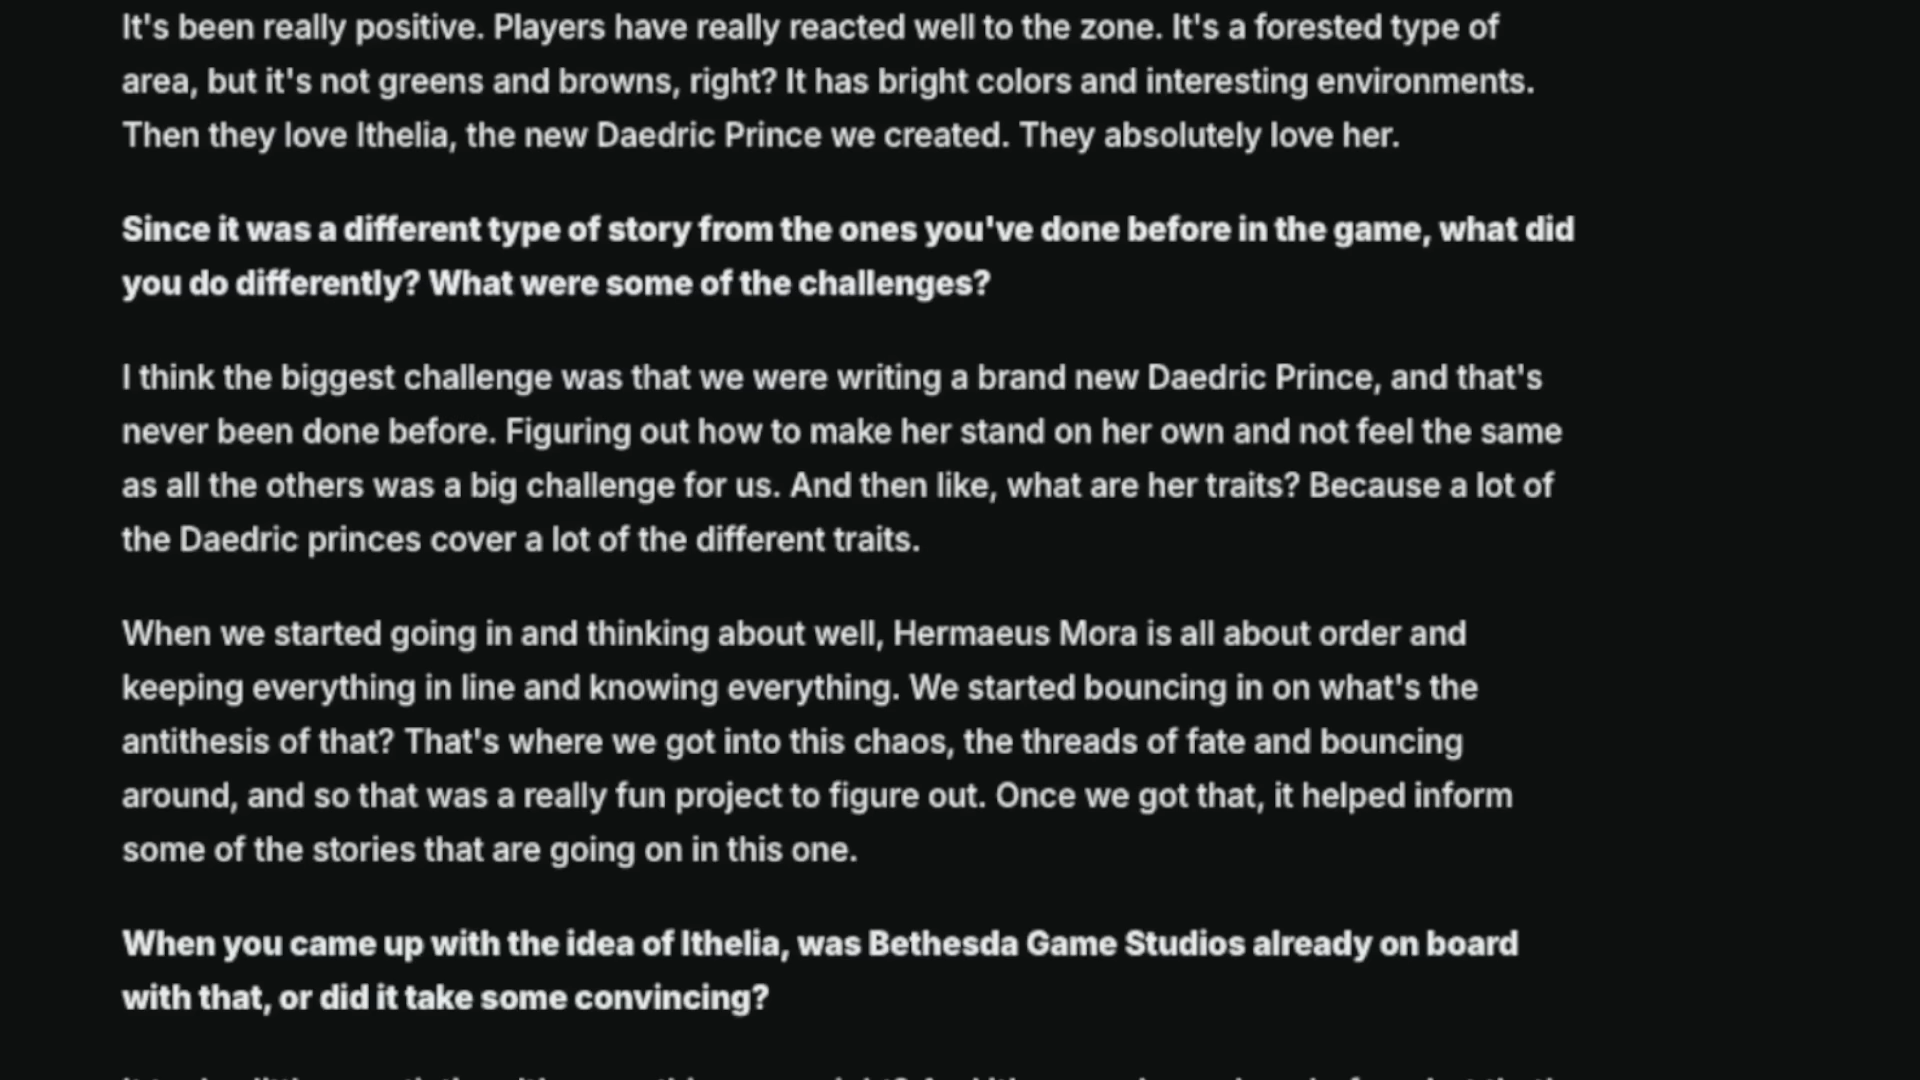 It's been really positive. Players have really reacted well to the zone. It's a forested type of
area, but it's not greens and browns, right? It has bright colors and interesting environments.
Then they love Ithelia, the new Daedric Prince we created. They absolutely love her.
Since it was a different type of story from the ones you've done before in the game, what did
you do differently? What were some of the challenges?
I think the biggest challenge was that we were writing a brand new Daedric Prince, and that's
never been done before. Figuring out how to make her stand on her own and not feel the same
as all the others was a big challenge for us. And then like, what are her traits? Because a lot of
the Daedric princes cover a lot of the different traits.
When we started going in and thinking about well, Hermaeus Mora is all about order and
keeping everything in line and knowing everything. We started bouncing in on what's the
antithesis of that? That's where we got into this chaos, the threads of fate and bouncing
around, and so that was a really fun project to figure out. Once we got that, it helped inform
some of the stories that are going on in this one.
When you came up with the idea of Ithelia, was Bethesda Game Studios already on board
with that, or did it take some convincing?